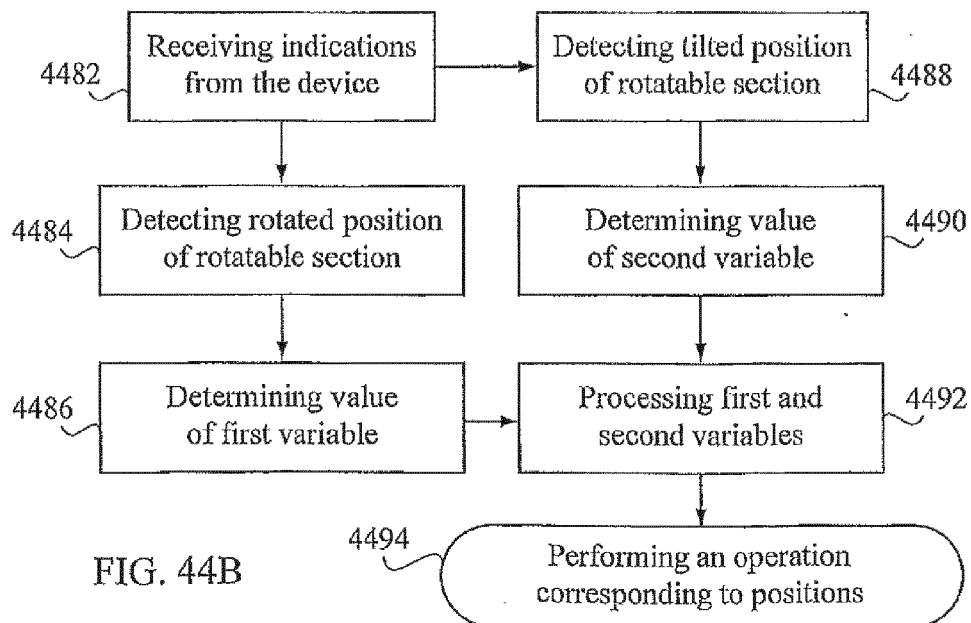 4482
Receiving indications
from the device
Detecting tilted position
of rotatable section
4488
4484
Detecting rotated position
of rotatable section
Determining value
of second variable
4490
4486
Determining value
of first variable
Processing first and
second variables
4492
4494
Performing an operation
corresponding to positions
FIG. 44B